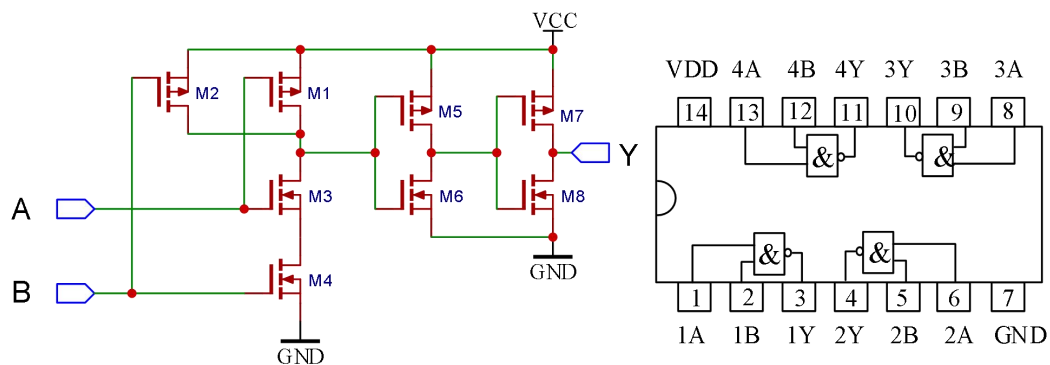 VCC
M2
M1
M5
M7
Y
M3
M6
M8
A
M4
B
GND
GND
VDD 4A 4B 4Y 3Y 3B 3A
14 13 12 11 10 9 8
& &
& &
1 2 3 4 5 6 7
1A 1B 1Y 2Y 2B 2A GND